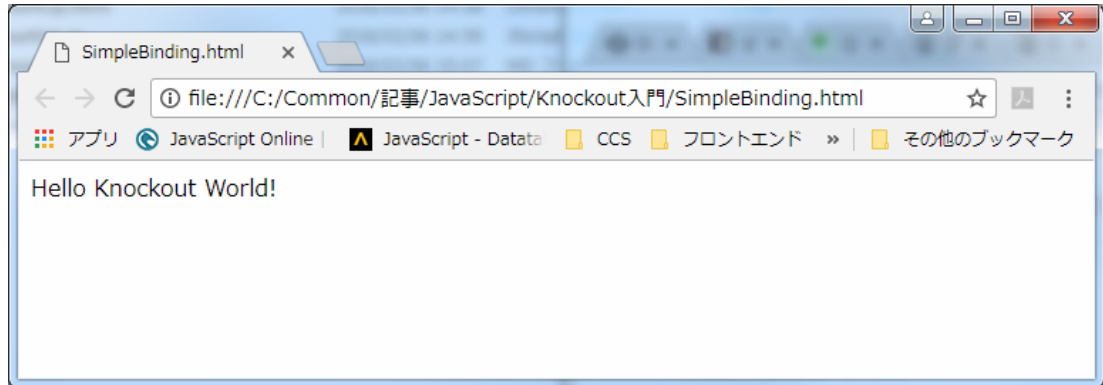 SimpleBinding.html
file:///C:/Common/記事/JavaScript/Knockout入門/SimpleBinding.html
アプリ JavaScript Online JavaScript - Datata CCS フロントエンド » その他のブックマーク
Hello Knockout World!